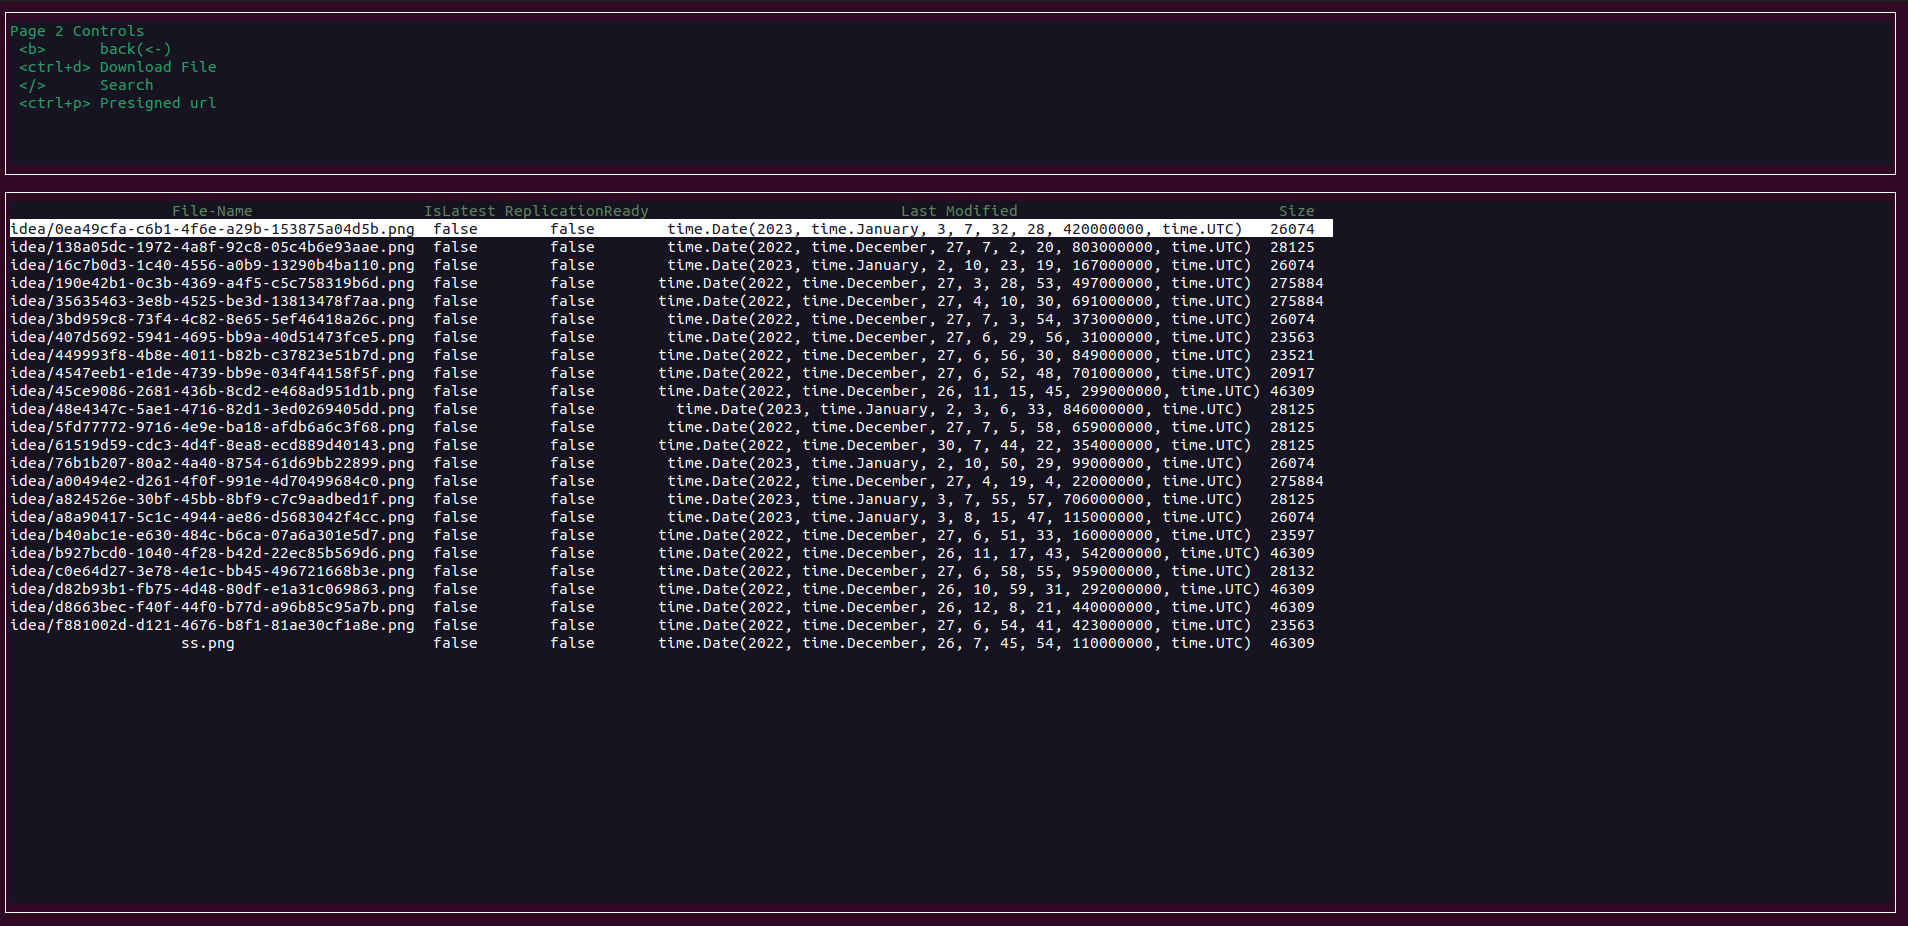 Page 2 Controls
<b> back(<-)
<ctrl+d> Download File
</> Search
<ctrl+p> Presigned url
File-Name IsLatest ReplicationReady Last Modified Size
idea/0ea49cfa-c6b1-4f6e-a29b-153875a04d5b.png false false time.Date(2023, time.January, 3, 7, 32, 28, 420000000, time.UTC) 26074
idea/138a05dc-1972-4a8f-92c8-05c4b6e93aae.png false false time.Date(2022, time.December, 27, 7, 2, 20, 803000000, time.UTC) 28125
idea/16c7b0d3-1c40-4556-a0b9-13290b4ba110.png false false time.Date(2023, time.January, 2, 10, 23, 19, 167000000, time.UTC) 26074
idea/190e42b1-0c3b-4369-a4f5-c5c758319b6d.png false false time.Date(2022, time.December, 27, 3, 28, 53, 497000000, time.UTC) 275884
idea/35635463-3e8b-4525-be3d-13813478f7aa.png false false time.Date(2022, time.December, 27, 4, 10, 30, 691000000, time.UTC) 275884
idea/3bd959c8-73f4-4c82-8e65-5ef46418a26c.png false false time.Date(2022, time.December, 27, 7, 3, 54, 373000000, time.UTC) 26074
idea/407d5692-5941-4695-bb9a-40d51473fce5.png false false time.Date(2022, time.December, 27, 6, 29, 56, 31000000, time.UTC) 23563
idea/449993f8-4b8e-4011-b82b-c37823e51b7d.png false false time.Date(2022, time.December, 27, 6, 56, 30, 849000000, time.UTC) 23521
idea/4547eeb1-e1de-4739-bb9e-034f44158f5f.png false false time.Date(2022, time.December, 27, 6, 52, 48, 701000000, time.UTC) 20917
idea/45ce9086-2681-436b-8cd2-e468ad951d1b.png false false time.Date(2022, time.December, 26, 11, 15, 45, 299000000, time.UTC) 46309
idea/48e4347c-5ae1-4716-82d1-3ed0269405dd.png false false time.Date(2023, time.January, 2, 3, 6, 33, 846000000, time.UTC) 28125
idea/5fd77772-9716-4e9e-ba18-afdb6a6c3f68.png false false time.Date(2022, time.December, 27, 7, 5, 58, 659000000, time.UTC) 28125
idea/61519d59-cdc3-4d4f-8ea8-ecd889d40143.png false false time.Date(2022, time.December, 30, 7, 44, 22, 354000000, time.UTC) 28125
idea/76b1b207-80a2-4a40-8754-61d69bb22899.png false false time.Date(2023, time.January, 2, 10, 50, 29, 99000000, time.UTC) 26074
idea/a00494e2-d261-4f0f-991e-4d70499684c0.png false false time.Date(2022, time.December, 27, 4, 19, 4, 22000000, time.UTC) 275884
idea/a824526e-30bf-45bb-8bf9-c7c9aadbed1f.png false false time.Date(2023, time.January, 3, 7, 55, 57, 706000000, time.UTC) 28125
idea/a8a90417-5c1c-4944-ae86-d5683042f4cc.png false false time.Date(2023, time.January, 3, 8, 15, 47, 115000000, time.UTC) 26074
idea/b40abc1e-e630-484c-b6ca-07a6a301e5d7.png false false time.Date(2022, time.December, 27, 6, 51, 33, 160000000, time.UTC) 23597
idea/b927bcd0-1040-4f28-b42d-22ec85b569d6.png false false time.Date(2022, time.December, 26, 11, 17, 43, 542000000, time.UTC) 46309
idea/c0e64d27-3e78-4e1c-bb45-496721668b3e.png false false time.Date(2022, time.December, 27, 6, 58, 55, 959000000, time.UTC) 28132
idea/d82b93b1-fb75-4d48-80df-e1a31c069863.png false false time.Date(2022, time.December, 26, 10, 59, 31, 292000000, time.UTC) 46309
idea/d8663bec-f40f-44f0-b77d-a96b85c95a7b.png false false time.Date(2022, time.December, 26, 12, 8, 21, 440000000, time.UTC) 46309
idea/f881002d-d121-4676-b8f1-81ae30cf1a8e.png false false time.Date(2022, time.December, 27, 6, 54, 41, 423000000, time.UTC) 23563
ss.png false false time.Date(2022, time.December, 26, 7, 45, 54, 110000000, time.UTC) 46309